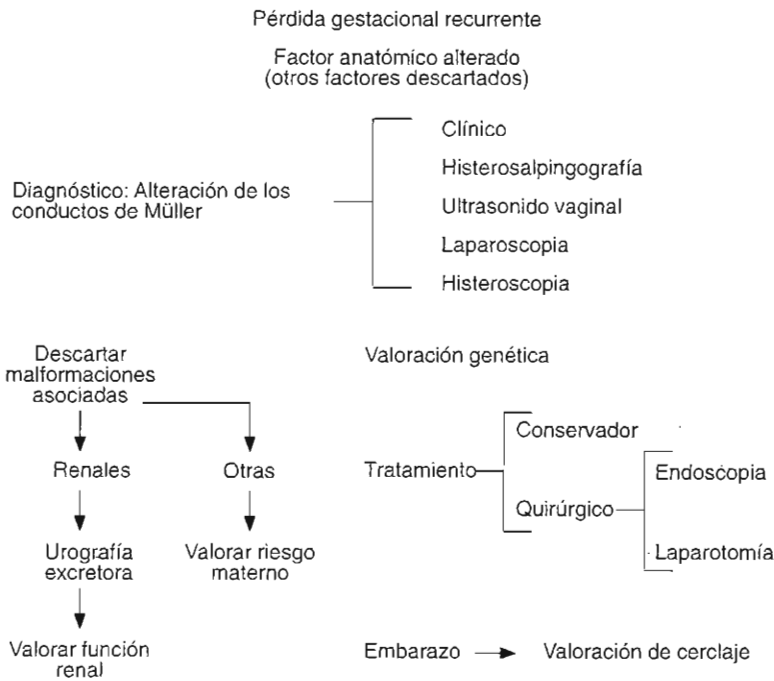 Pérdida gestacional recurrente
Factor anatómico alterado
(otros factores descartados)
Diagnóstico: Alteración de los
conductos de Müller
Clínico
Histerosalpingografía
Ultrasonido vaginal
Laparoscopia
Histeroscopia
Descartar
malformaciones
asociadas
Renales
Otras
Urografía
excretora
Valorar riesgo
materno
Valorar función
renal
Valoración genética
Tratamiento
Conservador
Quirúrgico
Endoscopia
Laparotomía
Embarazo
Valoración de cerclaje